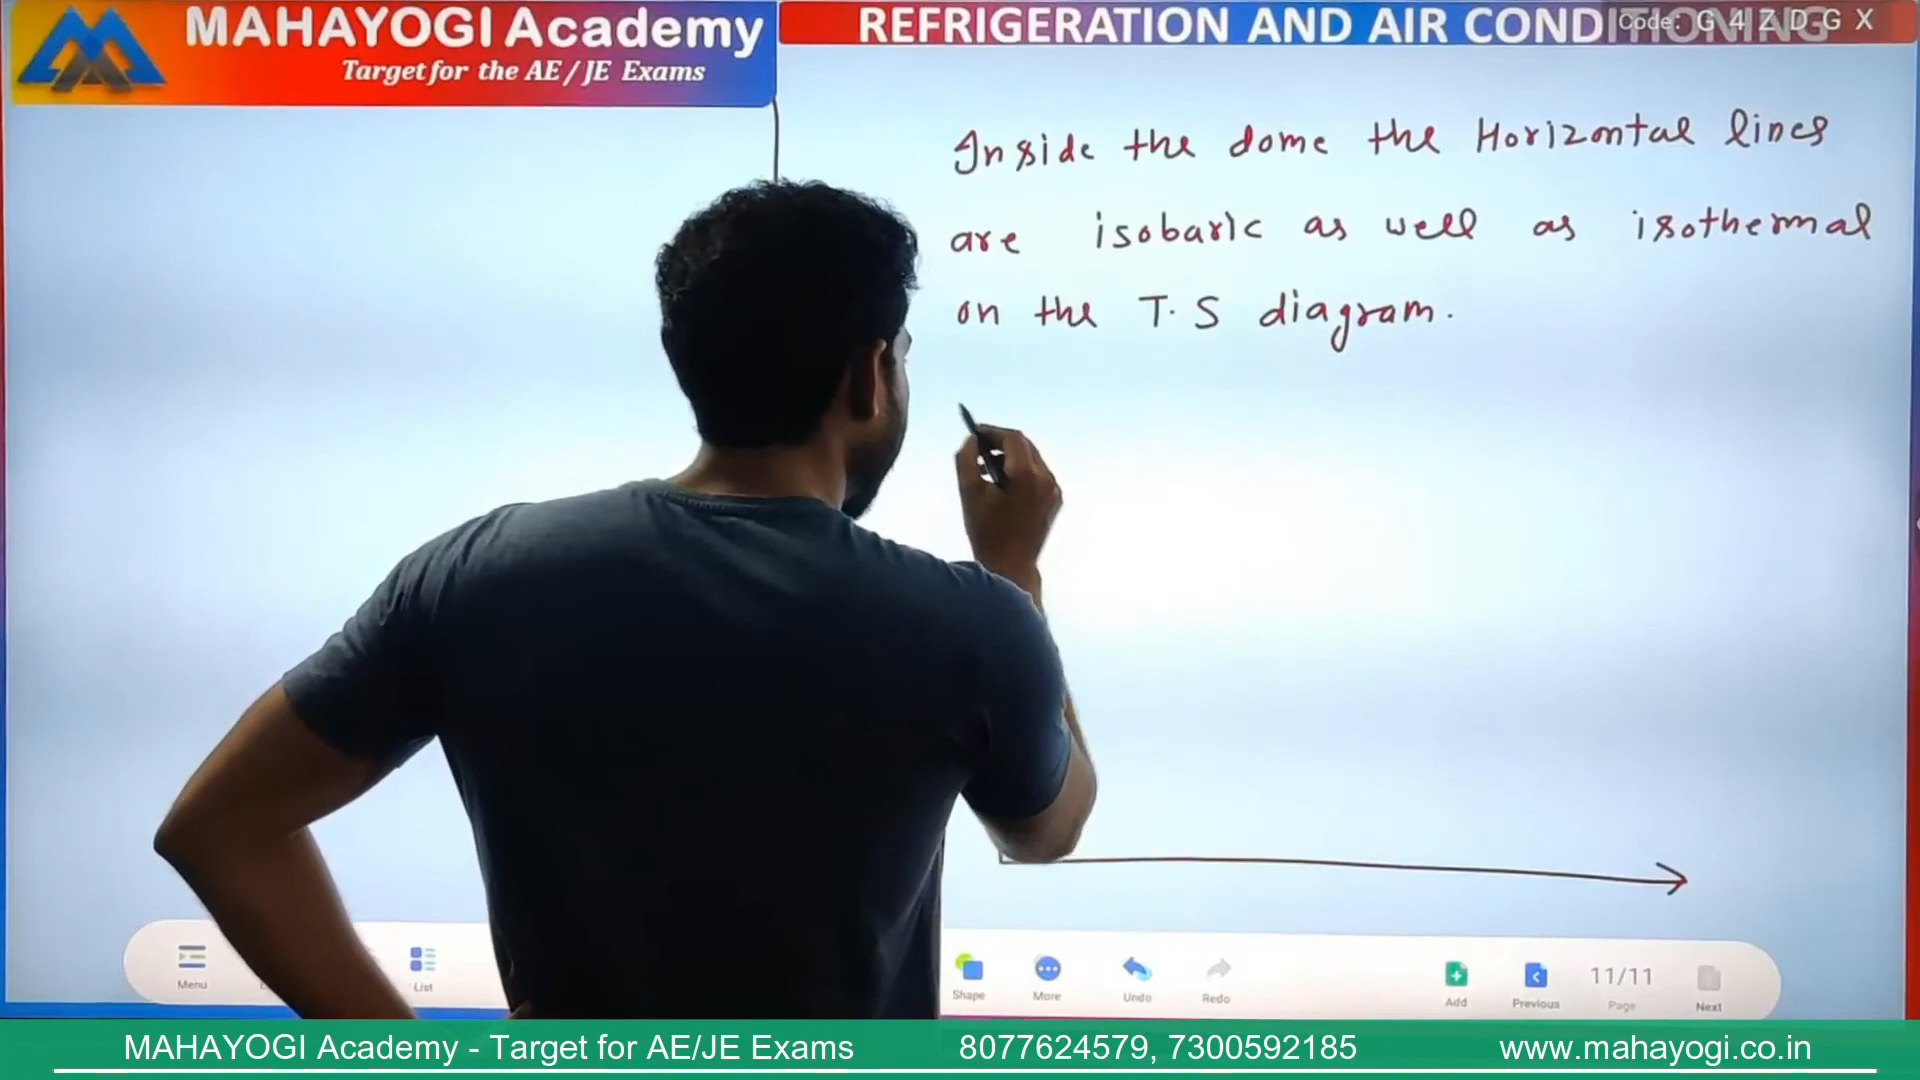 MAHAYOGI Academy
Target for the AE / JE Exams
REFRIGERATION AND AIR CONDITIONING
Code: G 4 Z D G X
Inside the dome the Horizontal lines
are isobaric as well as isothermal
on the T.S diagram.
Menu
List
Shape
More
Undo
Redo
Add
Previous
11/11
Page
Next
MAHAYOGI Academy - Target for AE/JE Exams 8077624579, 7300592185 www.mahayogi.co.in